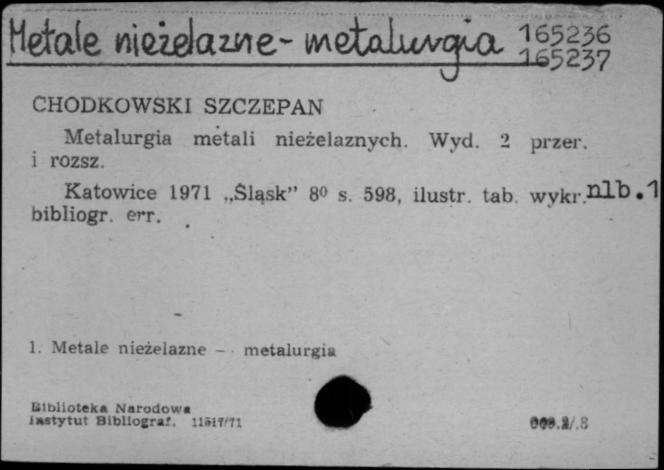 Metale nieżelazne - metalurgia 165236
165237
CHODKOWSKI SZCZEPAN
Metalurgia metali nieżelaznych. Wyd. 2 przer.
i rozsz.
Katowice 1971 „Śląsk” 8⁰ s. 598, ilustr. tab. wykr. nlb. 1
bibliogr. err.
1. Metale nieżelazne — metalurgia
Biblioteka Narodowa
Instytut Bibliograf.